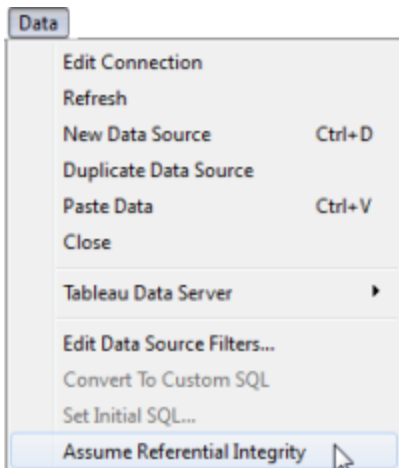 Data
Edit Connection
Refresh
New Data Source Ctrl+D
Duplicate Data Source
Paste Data Ctrl+V
Close
Tableau Data Server
Edit Data Source Filters...
Convert To Custom SQL
Set Initial SQL...
Assume Referential Integrity